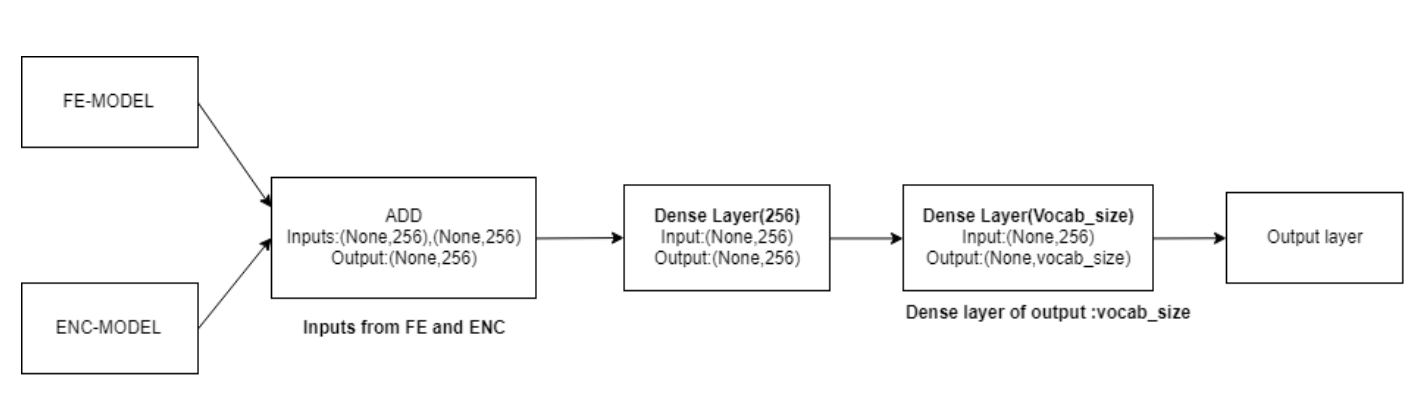 FE-MODEL
ENC-MODEL
ADD
Inputs:(None,256),(None,256)
Output:(None,256)
Inputs from FE and ENC
Dense Layer(256)
Input:(None,256)
Output:(None,256)
Dense Layer(Vocab_size)
Input:(None,256)
Output:(None,vocab_size)
Dense layer of output :vocab_size
Output layer